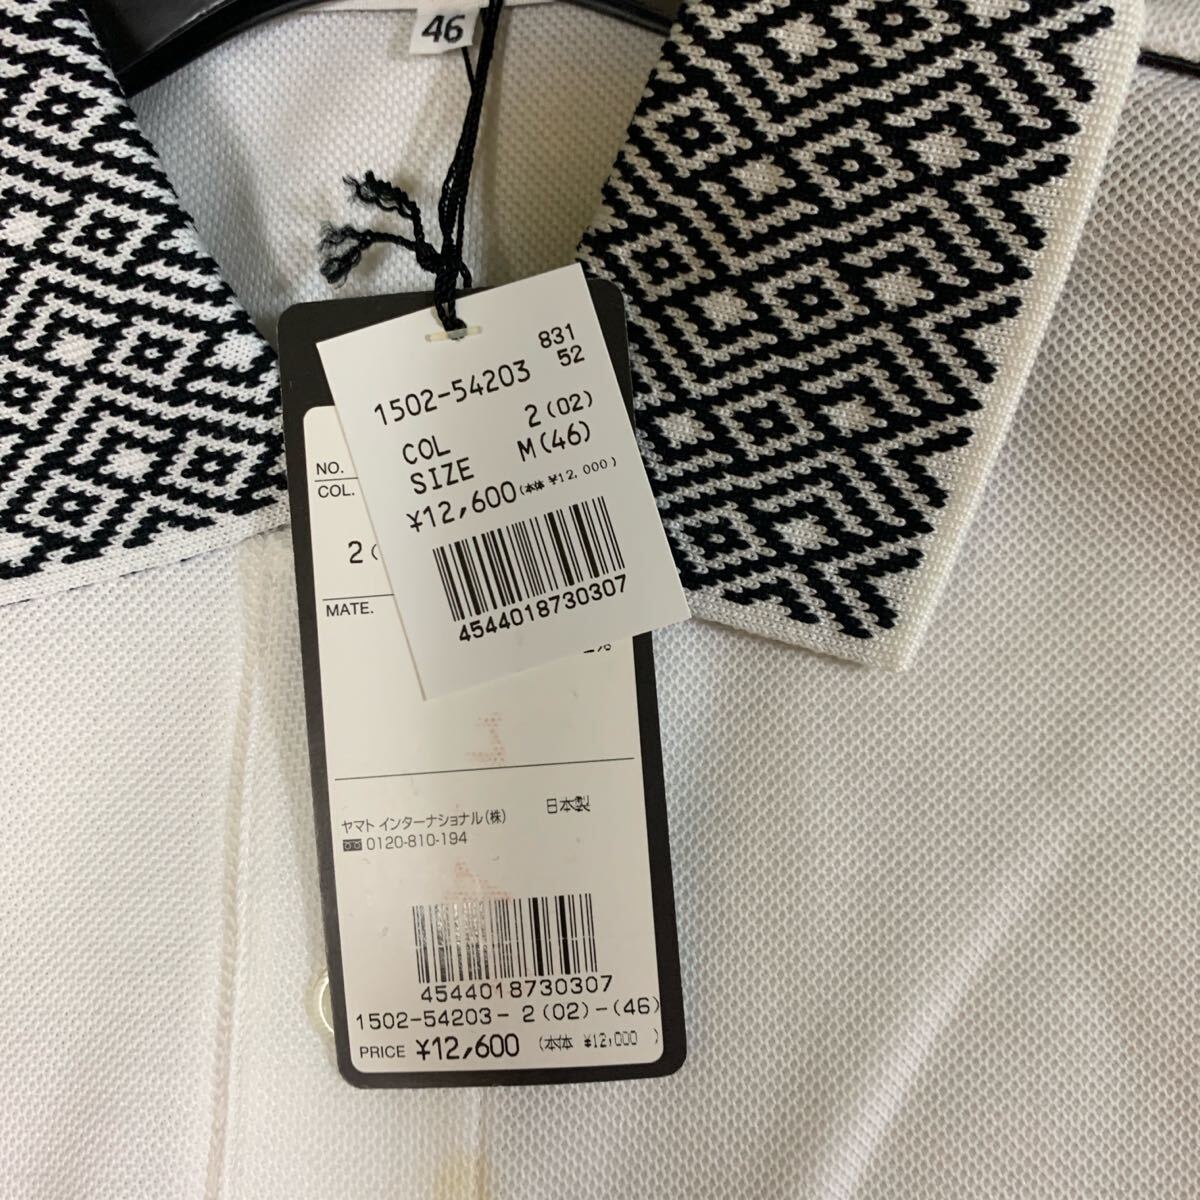 46
1502-54203 831
52
COL 2(02)
SIZE M(46)
¥12,600(本体 ¥12,000)
4544018730307
NO.
COL.
2(
MATE.
%
ヤマト インターナショナル(株) 日本製
0120-810-194
4544018730307
1502-54203-2(02)-(46)
PRICE ¥12,600 (本体 ¥12,000 )